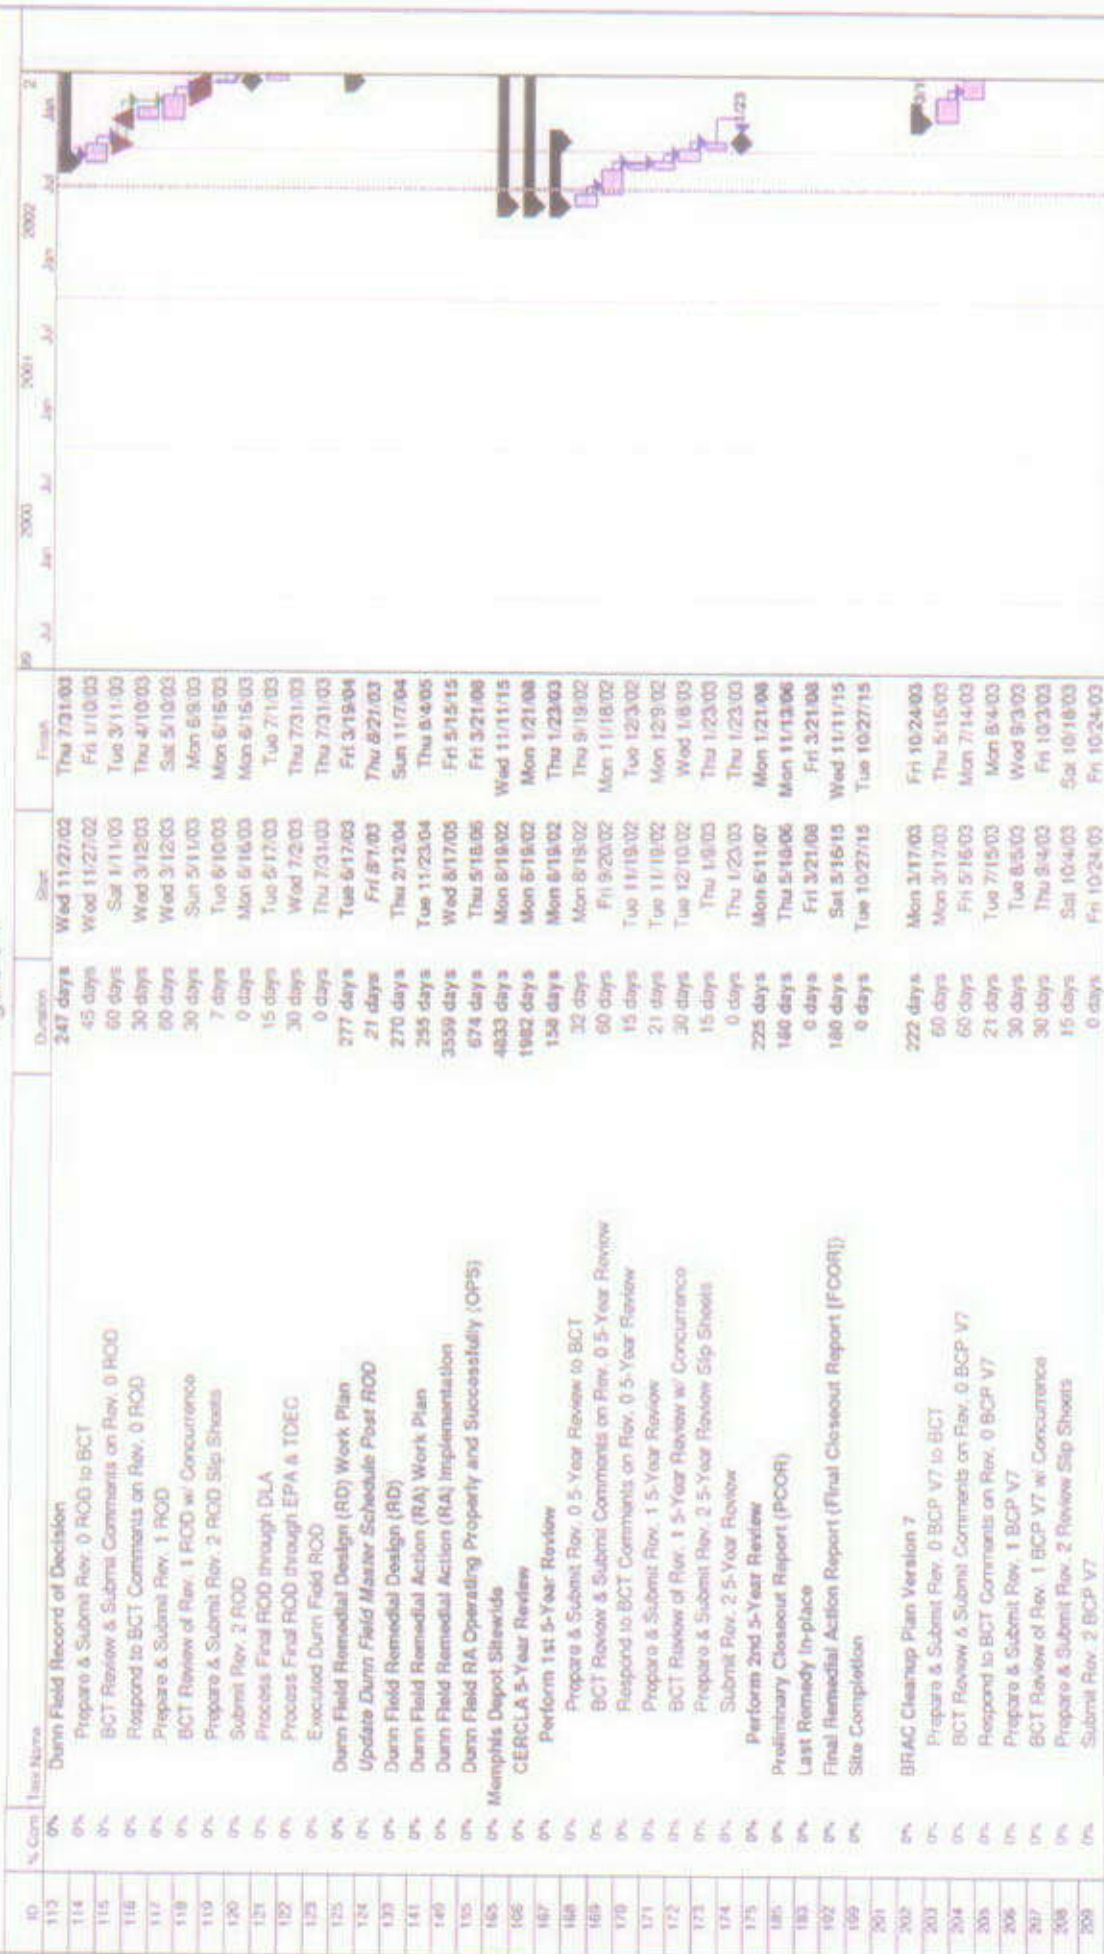 99 2000 2001 2002 2
ID % Com Task Name Duration Start Finish Jul Jan Jul Jan Jul Jan Jul Jan
113 0% Dunn Field Record of Decision 247 days Wed 11/27/02 Thu 7/31/03
114 0% Prepare & Submit Rev. 0 ROD to BCT 45 days Wed 11/27/02 Fri 1/10/03
115 0% BCT Review & Submit Comments on Rev. 0 ROD 60 days Sat 1/11/03 Tue 3/11/03
116 0% Respond to BCT Comments on Rev. 0 ROD 30 days Wed 3/12/03 Thu 4/10/03
117 0% Prepare & Submit Rev. 1 ROD 60 days Wed 3/12/03 Sat 5/10/03
118 0% BCT Review of Rev. 1 ROD w/ Concurrence 30 days Sun 5/11/03 Mon 6/9/03
119 0% Prepare & Submit Rev. 2 ROD Slip Sheets 7 days Tue 6/10/03 Mon 6/16/03
120 0% Submit Rev. 2 ROD 0 days Mon 6/16/03 Mon 6/16/03
121 0% Process Final ROD through DLA 15 days Tue 6/17/03 Tue 7/1/03
122 0% Process Final ROD through EPA & TDEC 30 days Wed 7/2/03 Thu 7/31/03
123 0% Executed Dunn Field ROD 0 days Thu 7/31/03 Thu 7/31/03
125 0% Dunn Field Remedial Design (RD) Work Plan 277 days Tue 6/17/03 Fri 3/19/04
124 0% Update Dunn Field Master Schedule Post ROD 21 days Fri 8/1/03 Thu 8/21/03
133 0% Dunn Field Remedial Design (RD) 270 days Thu 2/12/04 Sun 11/7/04
141 0% Dunn Field Remedial Action (RA) Work Plan 255 days Tue 11/23/04 Thu 8/4/05
149 0% Dunn Field Remedial Action (RA) Implementation 3559 days Wed 8/17/05 Fri 5/15/15
155 0% Dunn Field RA Operating Properly and Successfully (OPS) 674 days Thu 5/18/06 Fri 3/21/08
165 0% Memphis Depot Sitewide 4833 days Mon 8/19/02 Wed 11/11/15
166 0% CERCLA 5-Year Review 1982 days Mon 8/19/02 Mon 1/21/08
167 0% Perform 1st 5-Year Review 158 days Mon 8/19/02 Thu 1/23/03
168 0% Prepare & Submit Rev. 0 5-Year Review to BCT 32 days Mon 8/19/02 Thu 9/19/02
169 0% BCT Review & Submit Comments on Rev. 0 5-Year Review 60 days Fri 9/20/02 Mon 11/18/02
170 0% Respond to BCT Comments on Rev. 0 5-Year Review 15 days Tue 11/19/02 Tue 12/3/02
171 0% Prepare & Submit Rev. 1 5-Year Review 21 days Tue 11/19/02 Mon 12/9/02
172 0% BCT Review of Rev. 1 5-Year Review w/ Concurrence 30 days Tue 12/10/02 Wed 1/8/03
173 0% Prepare & Submit Rev. 2 5-Year Review Slip Sheets 15 days Thu 1/9/03 Thu 1/23/03
174 0% Submit Rev. 2 5-Year Review 0 days Thu 1/23/03 Thu 1/23/03 1/23
175 0% Perform 2nd 5-Year Review 225 days Mon 6/11/07 Mon 1/21/08
185 0% Preliminary Closeout Report (PCOR) 180 days Thu 5/18/06 Mon 11/13/06
193 0% Last Remedy In-place 0 days Fri 3/21/08 Fri 3/21/08
192 0% Final Remedial Action Report (Final Closeout Report [FCOR]) 180 days Sat 5/16/15 Wed 11/11/15
199 0% Site Completion 0 days Tue 10/27/15 Tue 10/27/15
201
202 0% BRAC Cleanup Plan Version 7 222 days Mon 3/17/03 Fri 10/24/03
203 0% Prepare & Submit Rev. 0 BCP V7 to BCT 60 days Mon 3/17/03 Thu 5/15/03
204 0% BCT Review & Submit Comments on Rev. 0 BCP V7 60 days Fri 5/16/03 Mon 7/14/03
205 0% Respond to BCT Comments on Rev. 0 BCP V7 21 days Tue 7/15/03 Mon 8/4/03
206 0% Prepare & Submit Rev. 1 BCP V7 30 days Tue 8/5/03 Wed 9/3/03
207 0% BCT Review of Rev. 1 BCP V7 w/ Concurrence 30 days Thu 9/4/03 Fri 10/3/03
208 0% Prepare & Submit Rev. 2 Review Slip Sheets 15 days Sat 10/4/03 Sat 10/18/03
209 0% Submit Rev. 2 BCP V7 0 days Fri 10/24/03 Fri 10/24/03